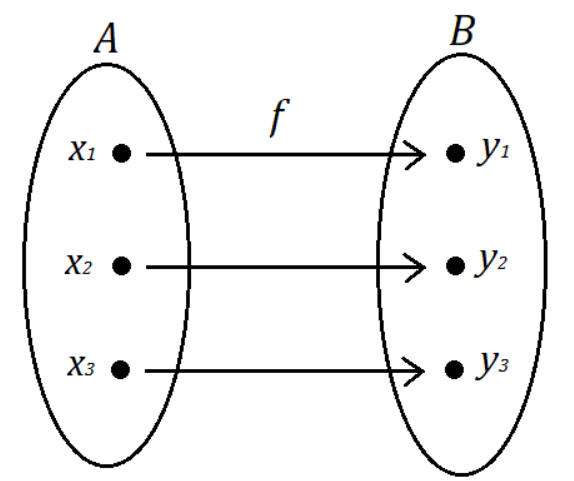 A B
f
x₁ y₁
x₂ y₂
x₃ y₃